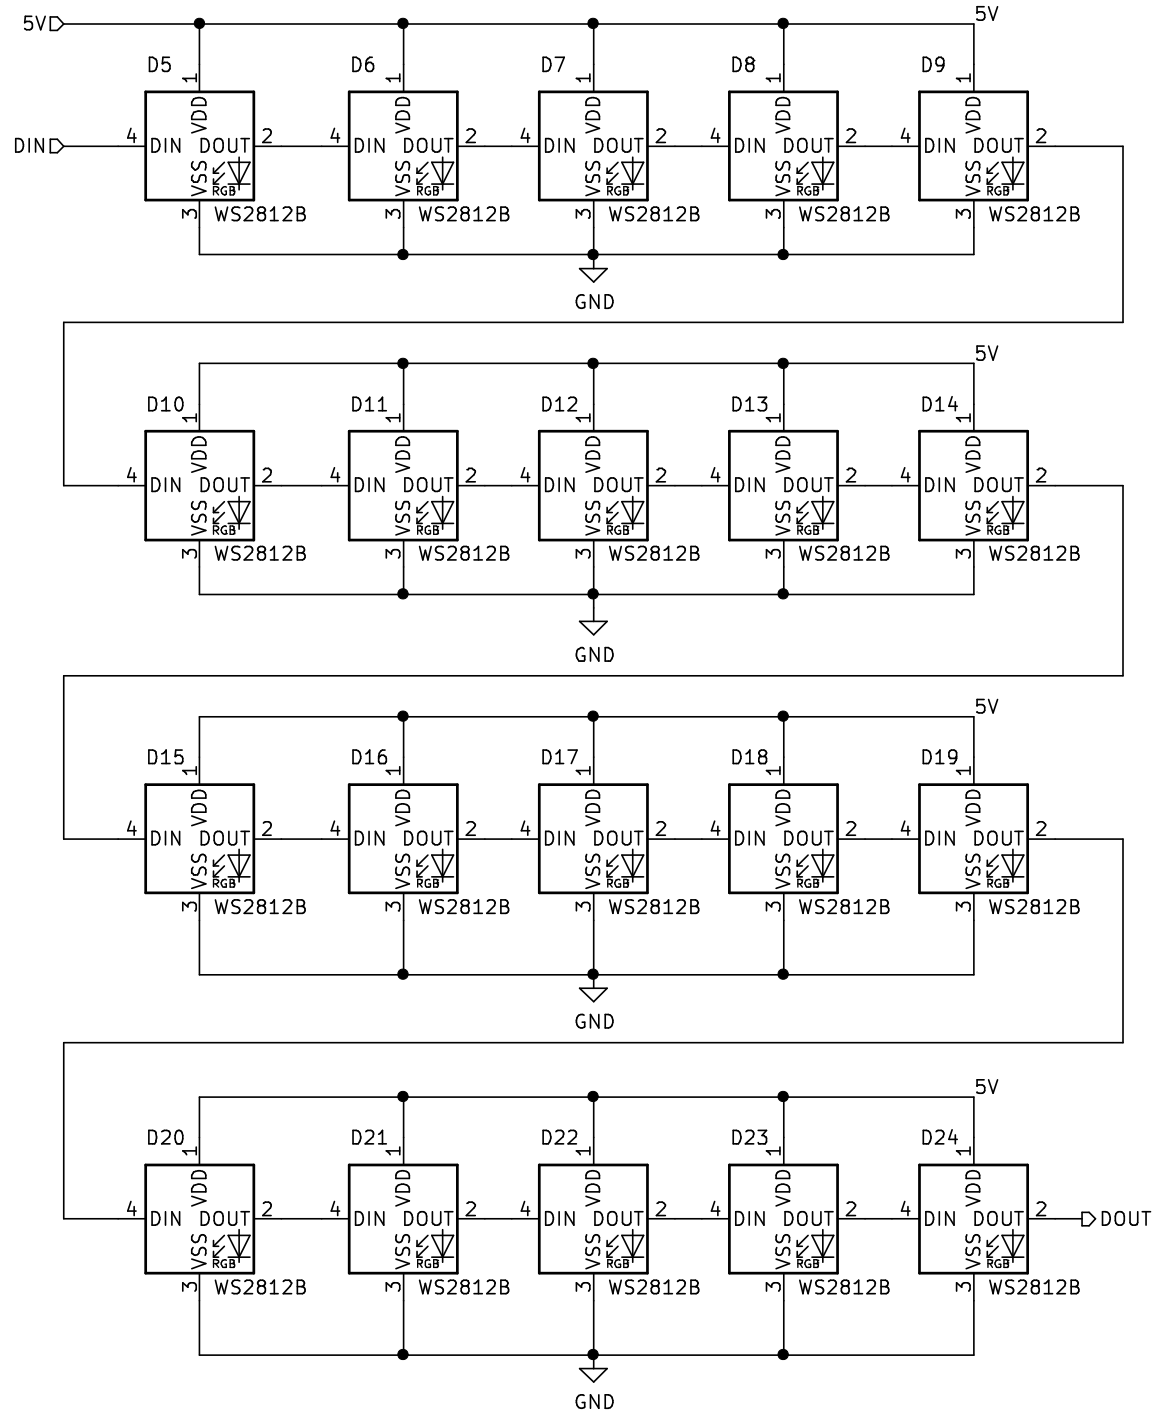 5V 5V
D5 D6 D7 D8 D9
1 1 1 1 1
VDD VDD VDD VDD VDD
DIN 4 DIN DOUT 2 4 DIN DOUT 2 4 DIN DOUT 2 4 DIN DOUT 2 4 DIN DOUT 2
VSS RGB VSS RGB VSS RGB VSS RGB VSS RGB
3 WS2812B 3 WS2812B 3 WS2812B 3 WS2812B 3 WS2812B
GND
5V
D10 D11 D12 D13 D14
1 1 1 1 1
VDD VDD VDD VDD VDD
4 DIN DOUT 2 4 DIN DOUT 2 4 DIN DOUT 2 4 DIN DOUT 2 4 DIN DOUT 2
VSS RGB VSS RGB VSS RGB VSS RGB VSS RGB
3 WS2812B 3 WS2812B 3 WS2812B 3 WS2812B 3 WS2812B
GND
5V
D15 D16 D17 D18 D19
1 1 1 1 1
VDD VDD VDD VDD VDD
4 DIN DOUT 2 4 DIN DOUT 2 4 DIN DOUT 2 4 DIN DOUT 2 4 DIN DOUT 2
VSS RGB VSS RGB VSS RGB VSS RGB VSS RGB
3 WS2812B 3 WS2812B 3 WS2812B 3 WS2812B 3 WS2812B
GND
5V
D20 D21 D22 D23 D24
1 1 1 1 1
VDD VDD VDD VDD VDD
4 DIN DOUT 2 4 DIN DOUT 2 4 DIN DOUT 2 4 DIN DOUT 2 4 DIN DOUT 2 DOUT
VSS RGB VSS RGB VSS RGB VSS RGB VSS RGB
3 WS2812B 3 WS2812B 3 WS2812B 3 WS2812B 3 WS2812B
GND